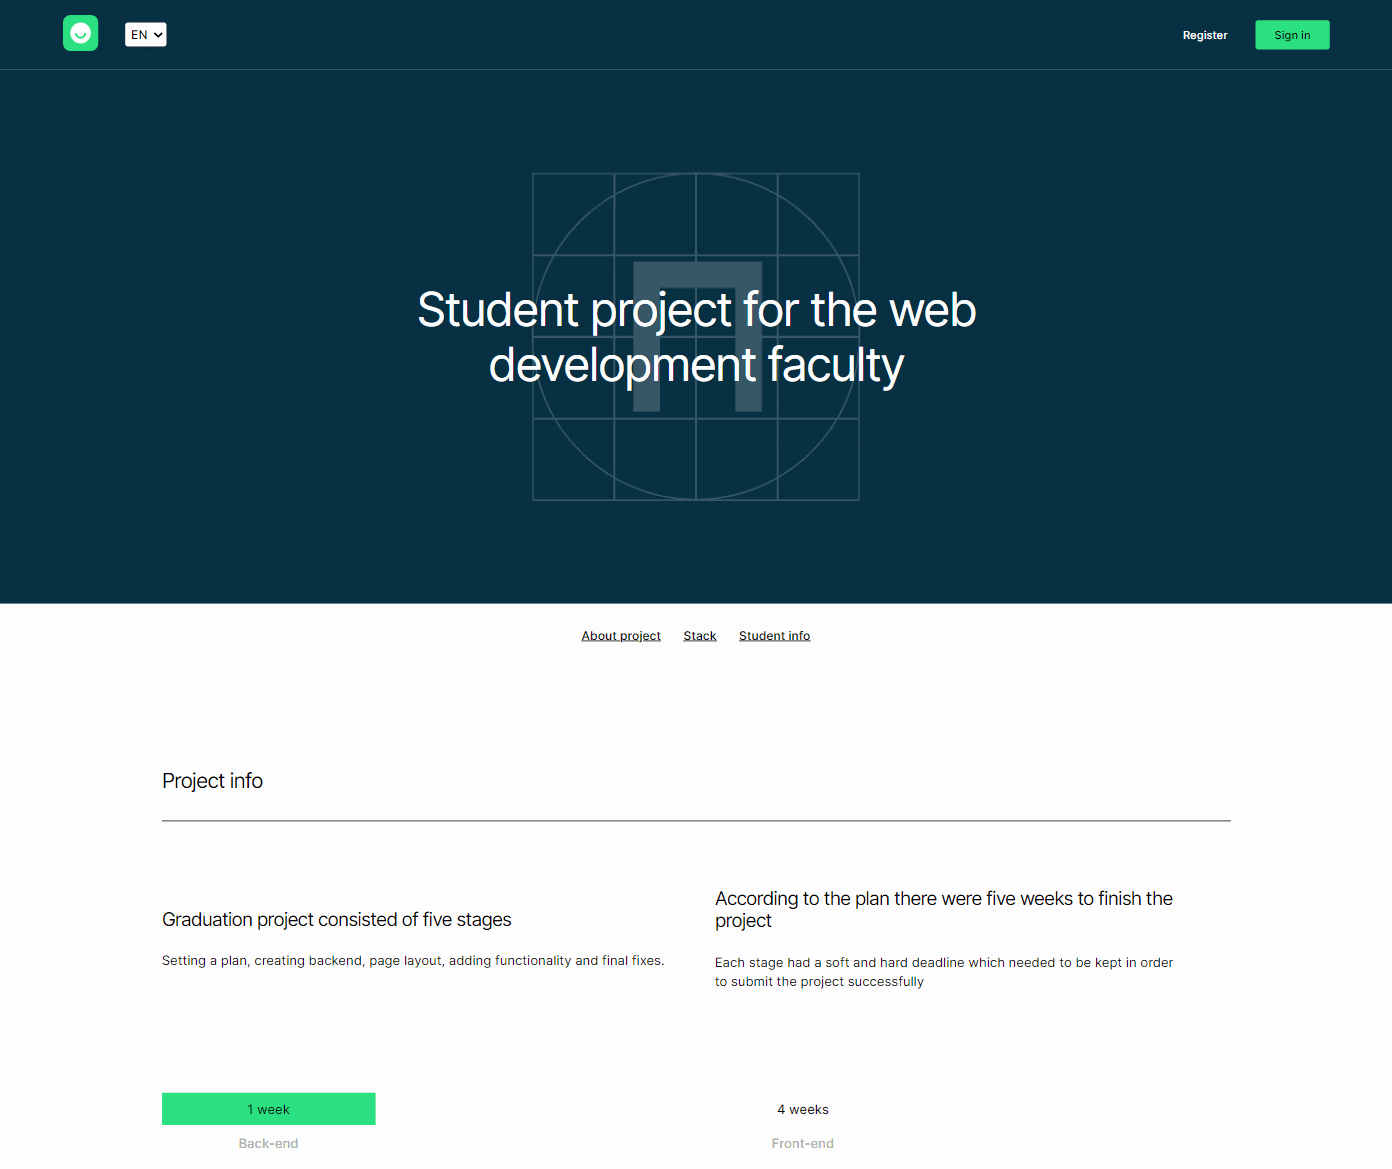 EN
Register
Sign in
Student project for the web
development faculty
About project
Stack
Student info
Project info
Graduation project consisted of five stages
Setting a plan, creating backend, page layout, adding functionality and final fixes.
According to the plan there were five weeks to finish the
project
Each stage had a soft and hard deadline which needed to be kept in order
to submit the project successfully
1 week
4 weeks
Back-end
Front-end